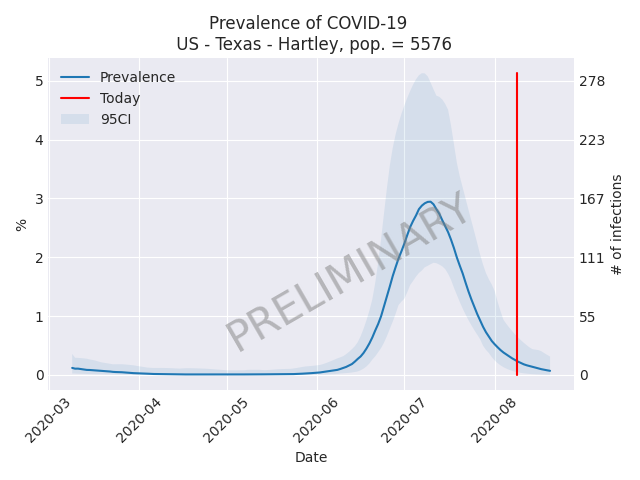 Prevalence of COVID-19
US - Texas - Hartley, pop. = 5576
Prevalence
Today
95CI
PRELIMINARY
%
5
4
3
2
1
0
278
223
167
111
55
0
# of infections
2020-03
2020-04
2020-05
2020-06
2020-07
2020-08
Date